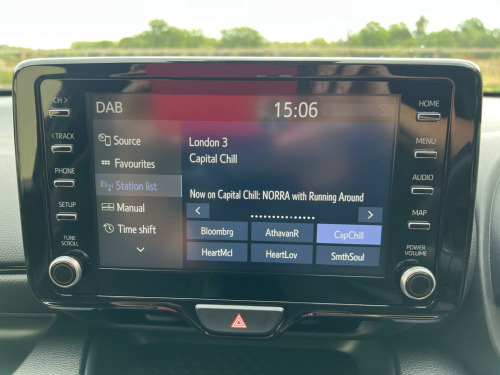 DAB
15:06
CH >
< TRACK
PHONE
SETUP
TUNE
SCROLL
Source
Favourites
Station list
Manual
Time shift
London 3
Capital Chill
Now on Capital Chill: NORRA with Running Around
Bloombrg
AthavanR
CapChill
HeartMcl
HeartLov
SmthSoul
HOME
MENU
AUDIO
MAP
POWER
VOLUME